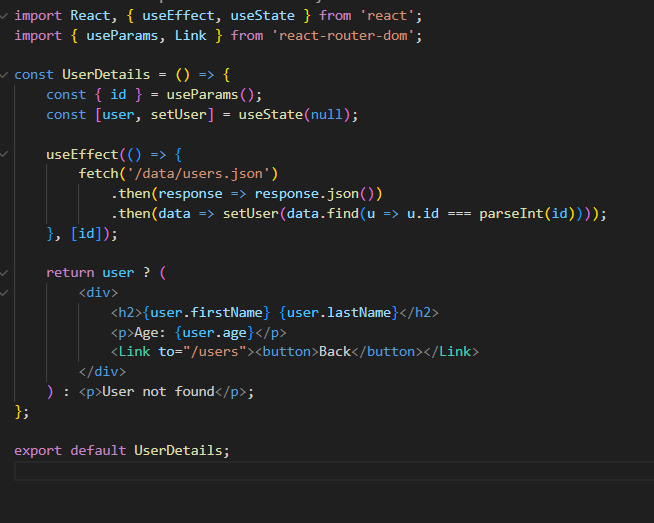 import React, { useEffect, useState } from 'react';
import { useParams, Link } from 'react-router-dom';

const UserDetails = () => {
    const { id } = useParams();
    const [user, setUser] = useState(null);

    useEffect(() => {
        fetch('/data/users.json')
            .then(response => response.json())
            .then(data => setUser(data.find(u => u.id === parseInt(id))));
    }, [id]);

    return user ? (
        <div>
            <h2>{user.firstName} {user.lastName}</h2>
            <p>Age: {user.age}</p>
            <Link to="/users"><button>Back</button></Link>
        </div>
    ) : <p>User not found</p>;
};

export default UserDetails;